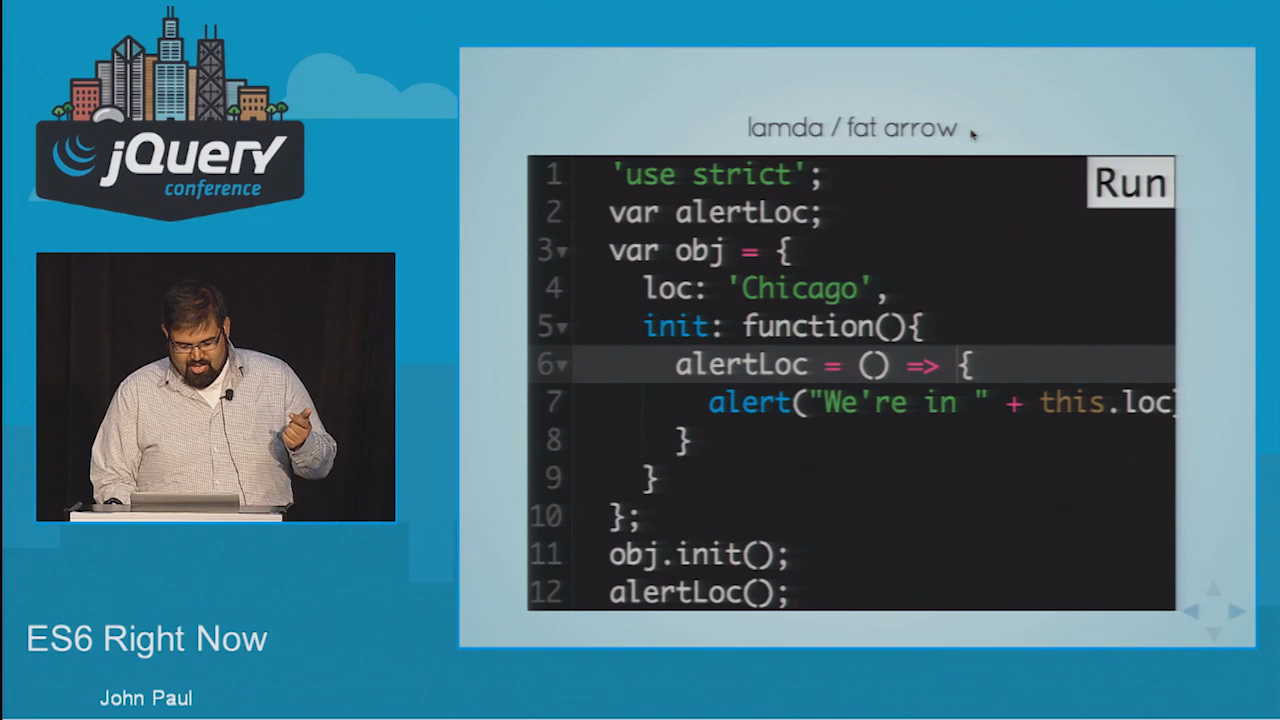 jQuery
conference
lamda / fat arrow
Run
1 'use strict';
2 var alertLoc;
3 var obj = {
4 loc: 'Chicago',
5 init: function(){
6 alertLoc = () => {
7 alert("We're in " + this.loc)
8 }
9 }
10 };
11 obj.init();
12 alertLoc();
ES6 Right Now
John Paul